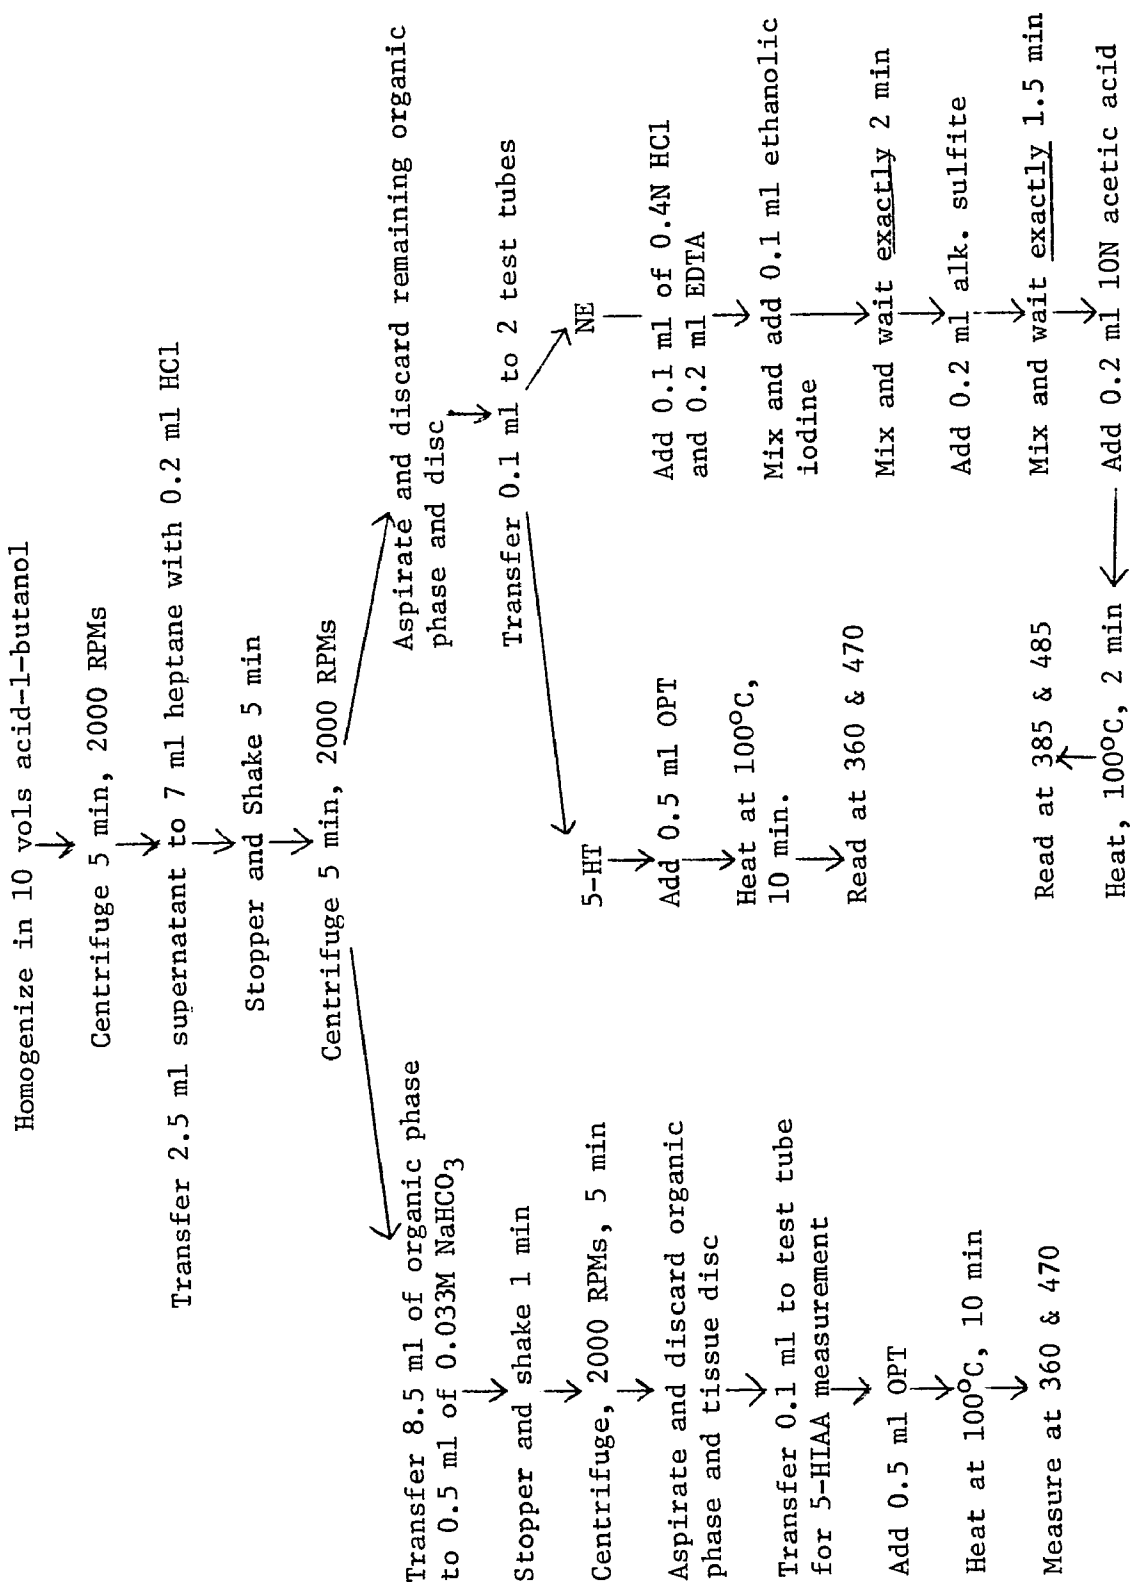 Homogenize in 10 vols acid-1-butanol
Centrifuge 5 min, 2000 RPMs
Transfer 2.5 ml supernatant to 7 ml heptane with 0.2 ml HCl
Stopper and Shake 5 min
Centrifuge 5 min, 2000 RPMs
Transfer 8.5 ml of organic phase
to 0.5 ml of 0.033M NaHCO3
Stopper and shake 1 min
Centrifuge, 2000 RPMs, 5 min
Aspirate and discard organic
phase and tissue disc
Transfer 0.1 ml to test tube
for 5-HIAA measurement
Add 0.5 ml OPT
Heat at 100°C, 10 min
Measure at 360 & 470
Aspirate and discard remaining organic
phase and disc
Transfer 0.1 ml to 2 test tubes
5-HT
Add 0.5 ml OPT
Heat at 100°C,
10 min.
Read at 360 & 470
NE
Add 0.1 ml of 0.4N HCl
and 0.2 ml EDTA
Mix and add 0.1 ml ethanolic
iodine
Mix and wait exactly 2 min
Add 0.2 ml alk. sulfite
Mix and wait exactly 1.5 min
Add 0.2 ml 10N acetic acid
Heat, 100°C, 2 min
Read at 385 & 485